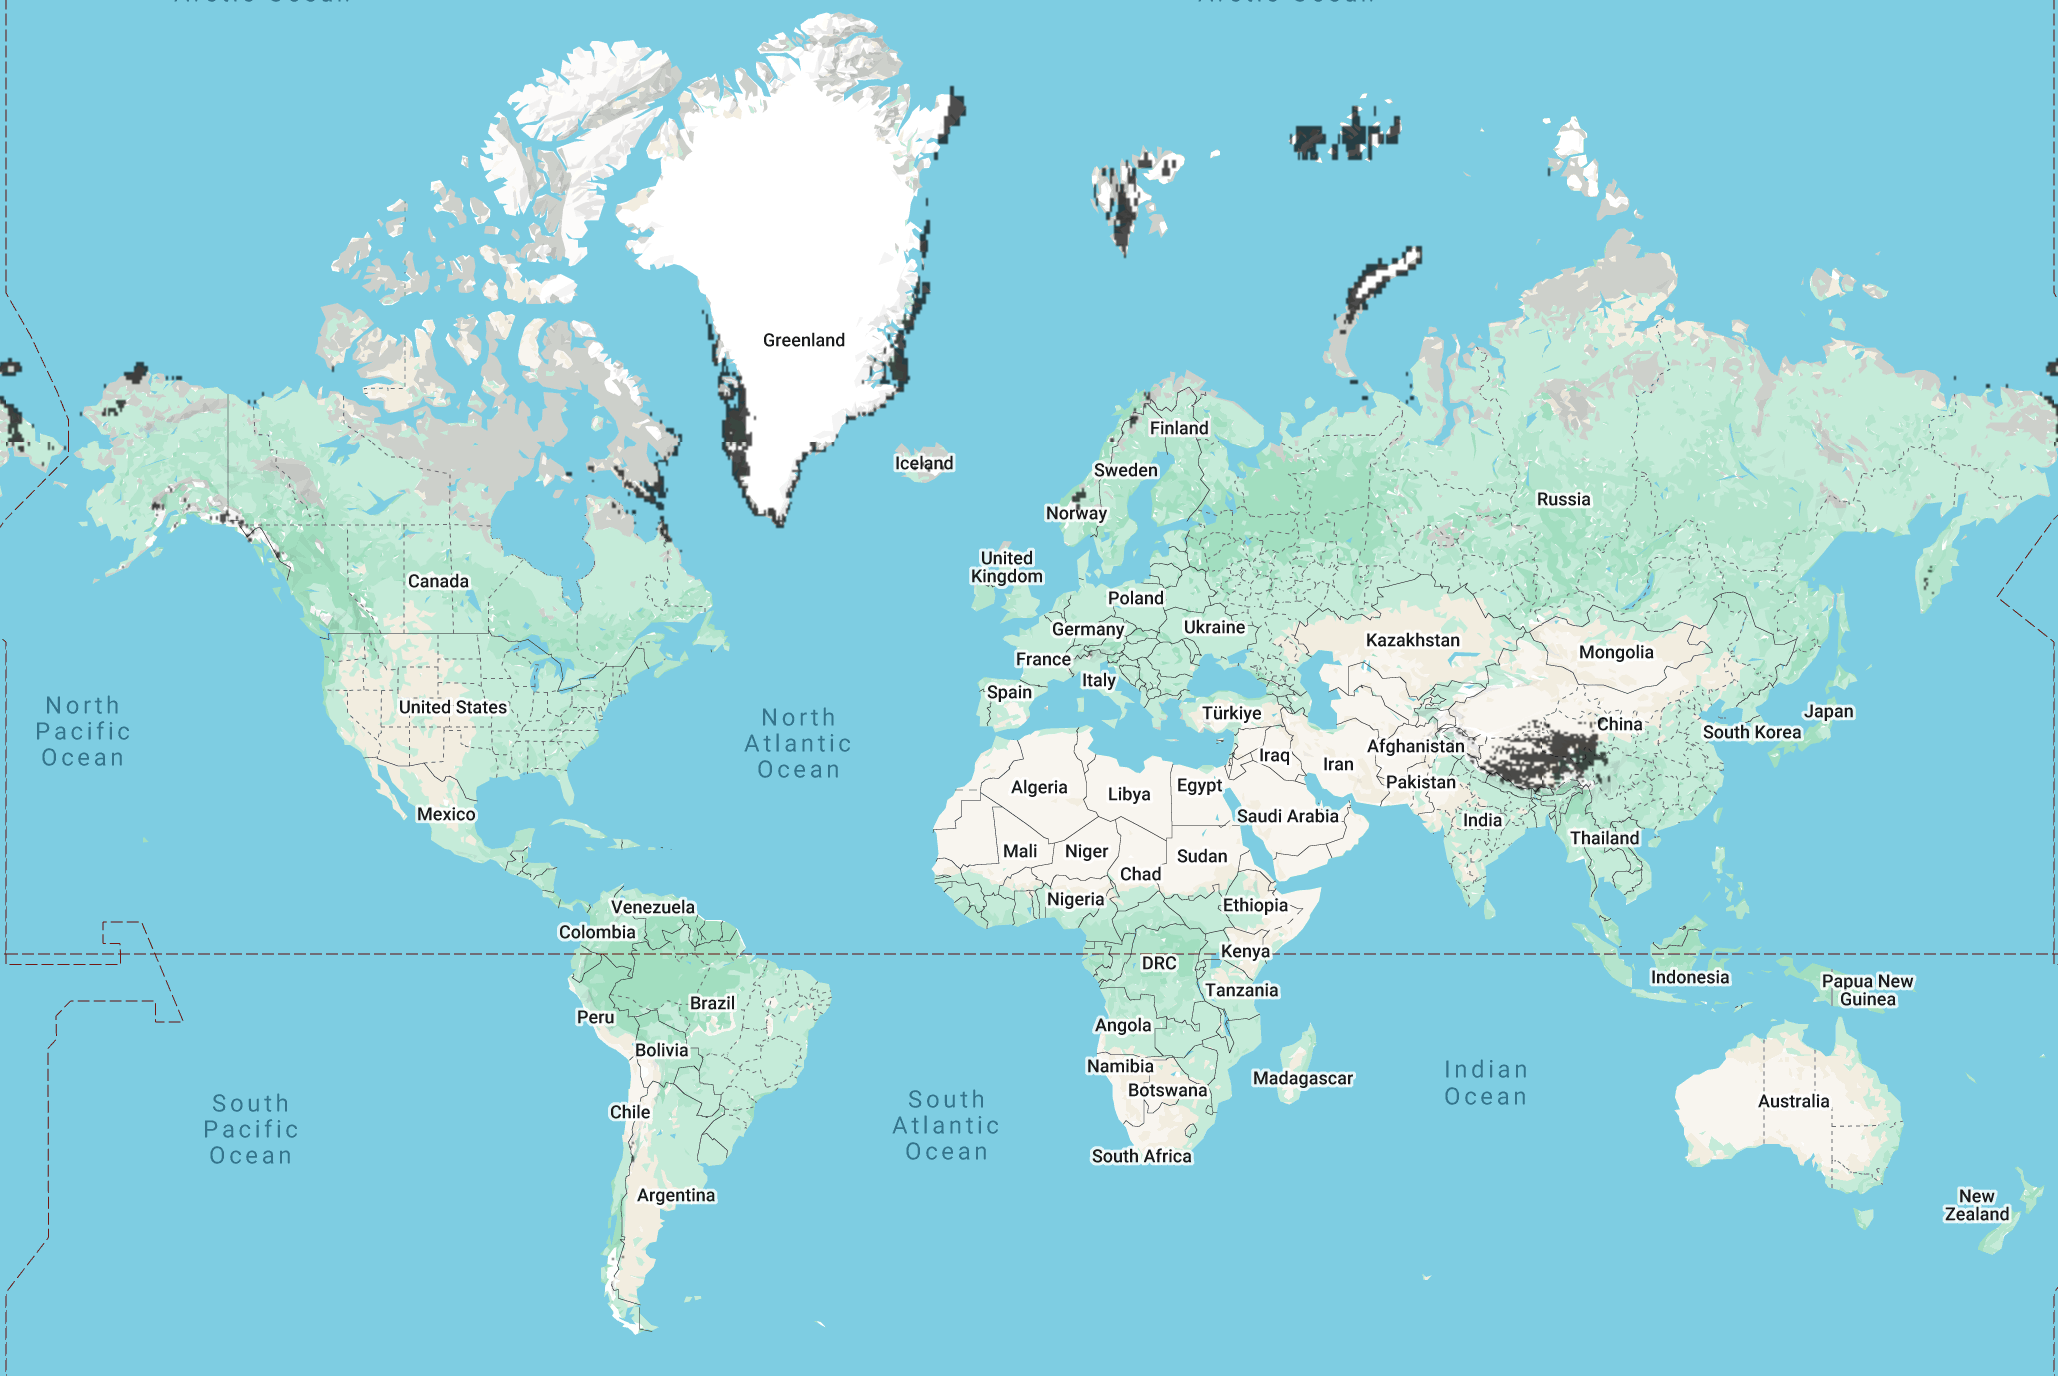 Arctic Ocean
Arctic Ocean
Greenland
Iceland
Finland
Sweden
Norway
Russia
United
Kingdom
Canada
Poland
Germany
Ukraine
Kazakhstan
Mongolia
France
Italy
Spain
United States
Türkiye
China
Japan
South Korea
North
Pacific
Ocean
North
Atlantic
Ocean
Afghanistan
Iraq
Iran
Pakistan
Algeria
Libya
Egypt
Saudi Arabia
Mexico
India
Thailand
Mali
Niger
Sudan
Chad
Nigeria
Ethiopia
Venezuela
Colombia
Kenya
DRC
Indonesia
Papua New
Guinea
Tanzania
Brazil
Peru
Angola
Bolivia
Namibia
Botswana
Madagascar
Indian
Ocean
Australia
Chile
South
Pacific
Ocean
South
Atlantic
Ocean
South Africa
Argentina
New
Zealand